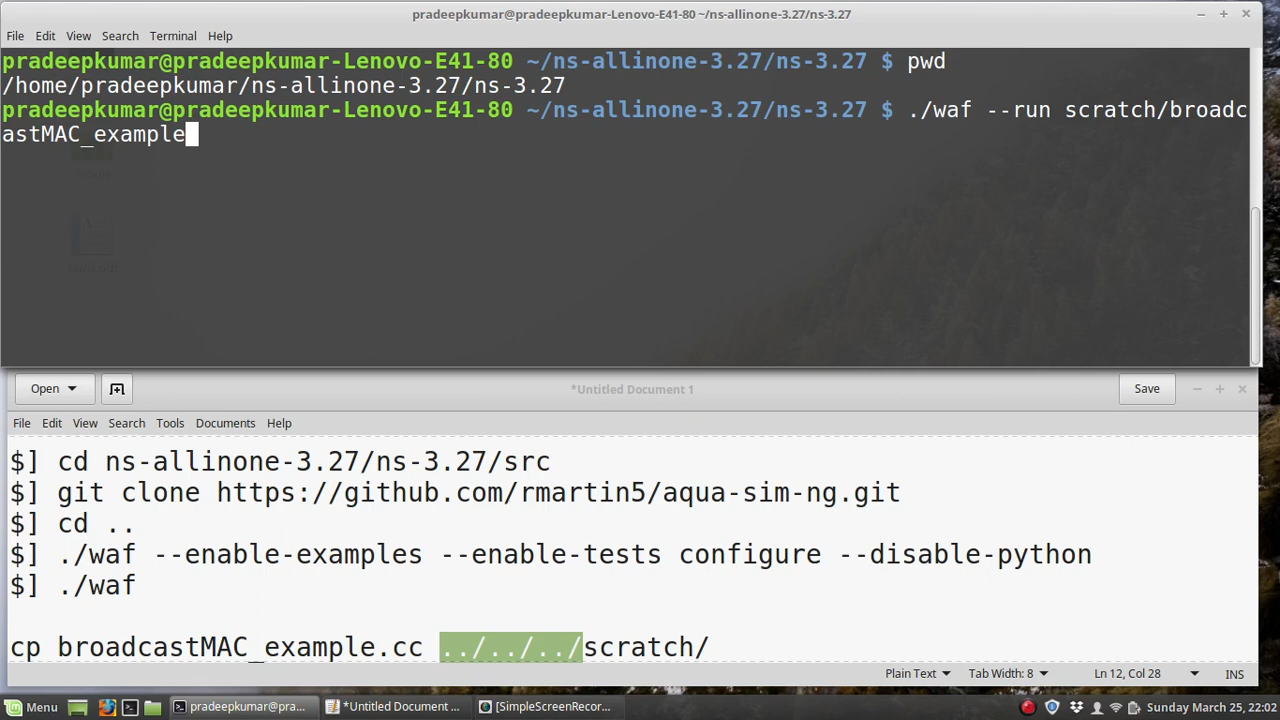 pradeepkumar@pradeepkumar-Lenovo-E41-80 ~/ns-allinone-3.27/ns-3.27
File Edit View Search Terminal Help
pradeepkumar@pradeepkumar-Lenovo-E41-80 ~/ns-allinone-3.27/ns-3.27 $ pwd
/home/pradeepkumar/ns-allinone-3.27/ns-3.27
pradeepkumar@pradeepkumar-Lenovo-E41-80 ~/ns-allinone-3.27/ns-3.27 $ ./waf --run scratch/broadc
astMAC_example
Open *Untitled Document 1 Save
File Edit View Search Tools Documents Help
$] cd ns-allinone-3.27/ns-3.27/src
$] git clone https://github.com/rmartin5/aqua-sim-ng.git
$] cd ..
$] ./waf --enable-examples --enable-tests configure --disable-python
$] ./waf
cp broadcastMAC_example.cc ../../../scratch/
Plain Text Tab Width: 8 Ln 12, Col 28 INS
Menu pradeepkumar@pra... *Untitled Document ... [SimpleScreenRecor... Sunday March 25, 22:02